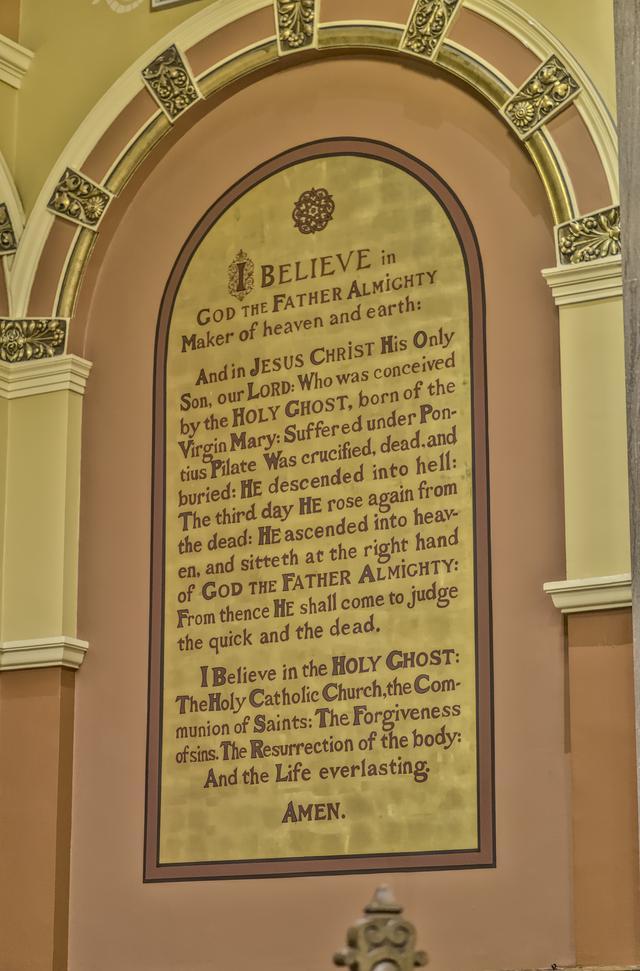 I BELIEVE in
GOD THE FATHER ALMIGHTY
Maker of heaven and earth:
And in JESUS CHRIST His Only
Son, our LORD: Who was conceived
by the HOLY GHOST, born of the
Virgin Mary: Suffered under Pon-
tius Pilate Was crucified, dead, and
buried: HE descended into hell:
The third day HE rose again from
the dead: HE ascended into heav-
en, and sitteth at the right hand
of GOD THE FATHER ALMIGHTY:
From thence HE shall come to judge
the quick and the dead.
I Believe in the HOLY GHOST:
The Holy Catholic Church, the Com-
munion of Saints: The Forgiveness
of sins. The Resurrection of the body:
And the Life everlasting.
AMEN.